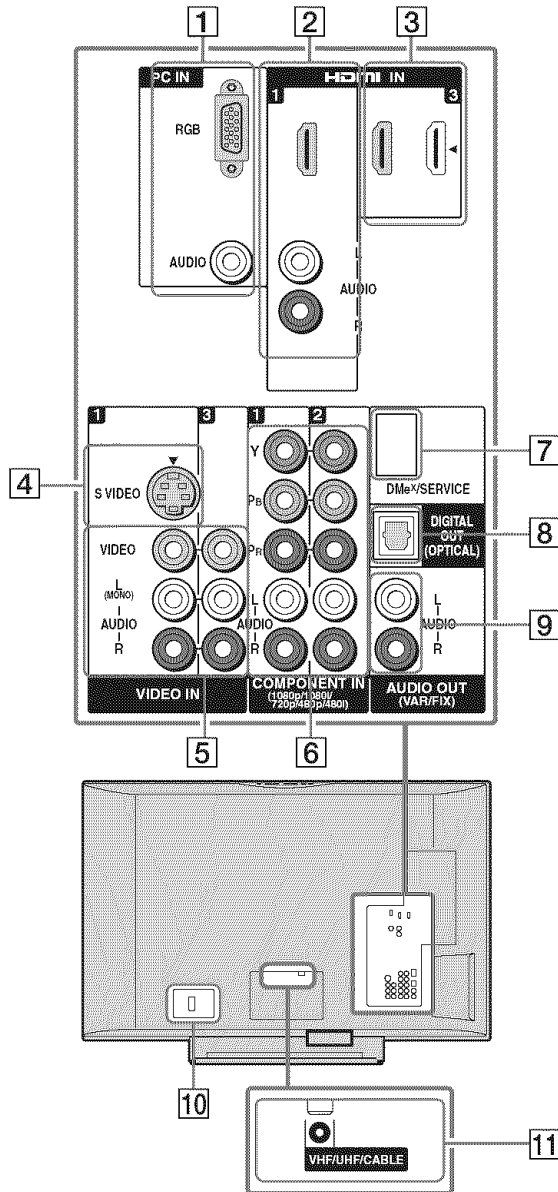 1 2 3
PC IN HDMI IN
1 3
RGB
AUDIO
L
AUDIO
R
1 3 1 2
4
S VIDEO
Y
7
DMeX/SERVICE
PB
VIDEO
PR
DIGITAL
OUT
(OPTICAL)
8
L
(MONO)
AUDIO
R
L
AUDIO
R
L
AUDIO
R
9
VIDEO IN
COMPONENT IN
(1080p/1080i/
720p/480p/480i)
AUDIO OUT
(VAR/FIX)
5 6
10
11
VHF/UHF/CABLE